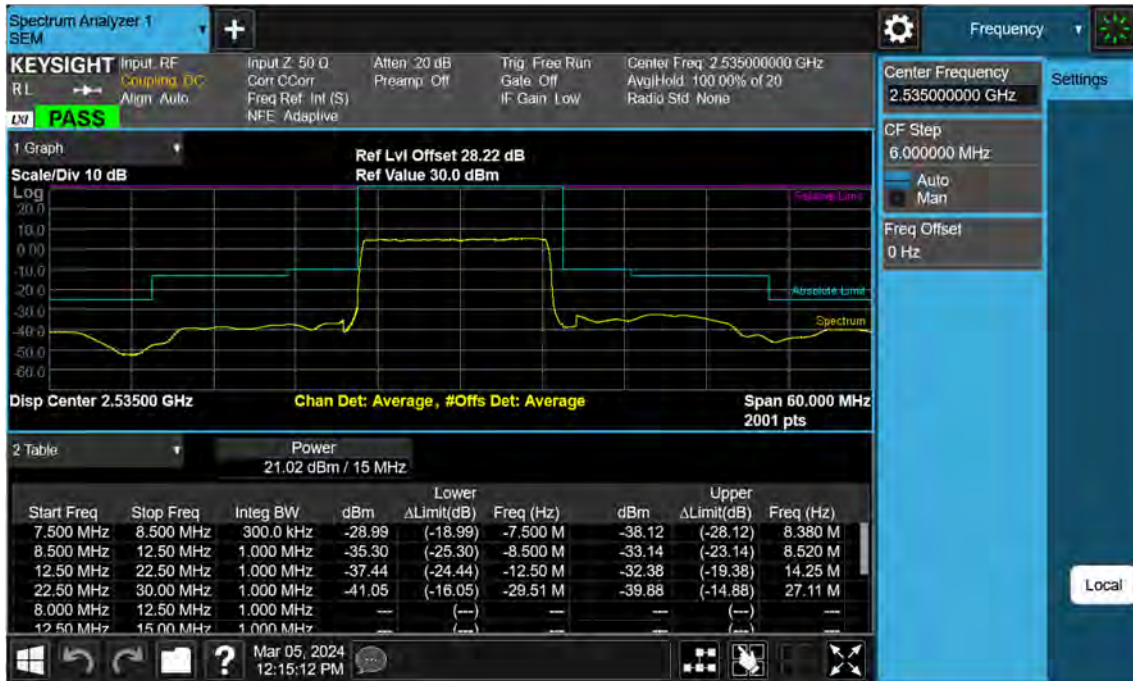 Spectrum Analyzer 1
SEM
+
Frequency
KEYSIGHT
RL
LXI
PASS
Input: RF
Coupling: DC
Align: Auto
Input Z: 50 Ω
Corr CCorr
Freq Ref: Int (S)
NFE: Adaptive
Atten: 20 dB
Preamp: Off
Trig: Free Run
Gate: Off
IF Gain: Low
Center Freq: 2.535000000 GHz
Avg|Hold: 100.00% of 20
Radio Std: None
Center Frequency
2.535000000 GHz
Settings
CF Step
6.000000 MHz
Auto
Man
Freq Offset
0 Hz
Local
1 Graph
Scale/Div 10 dB
Ref Lvl Offset 28.22 dB
Ref Value 30.0 dBm
Log
20.0
10.0
0.00
-10.0
-20.0
-30.0
-40.0
-50.0
-60.0
Relative Limit
Absolute Limit
Spectrum
Disp Center 2.53500 GHz
Chan Det: Average, #Offs Det: Average
Span 60.000 MHz
2001 pts
2 Table
Power
21.02 dBm / 15 MHz
Lower Upper
Start Freq Stop Freq Integ BW dBm ΔLimit(dB) Freq (Hz) dBm ΔLimit(dB) Freq (Hz)
7.500 MHz 8.500 MHz 300.0 kHz -28.99 (-18.99) -7.500 M -38.12 (-28.12) 8.380 M
8.500 MHz 12.50 MHz 1.000 MHz -35.30 (-25.30) -8.500 M -33.14 (-23.14) 8.520 M
12.50 MHz 22.50 MHz 1.000 MHz -37.44 (-24.44) -12.50 M -32.38 (-19.38) 14.25 M
22.50 MHz 30.00 MHz 1.000 MHz -41.05 (-16.05) -29.51 M -39.88 (-14.88) 27.11 M
8.000 MHz 12.50 MHz 1.000 MHz --- (---) --- --- (---) ---
12.50 MHz 15.00 MHz 1.000 MHz --- (---) --- --- (---) ---
?
Mar 05, 2024
12:15:12 PM